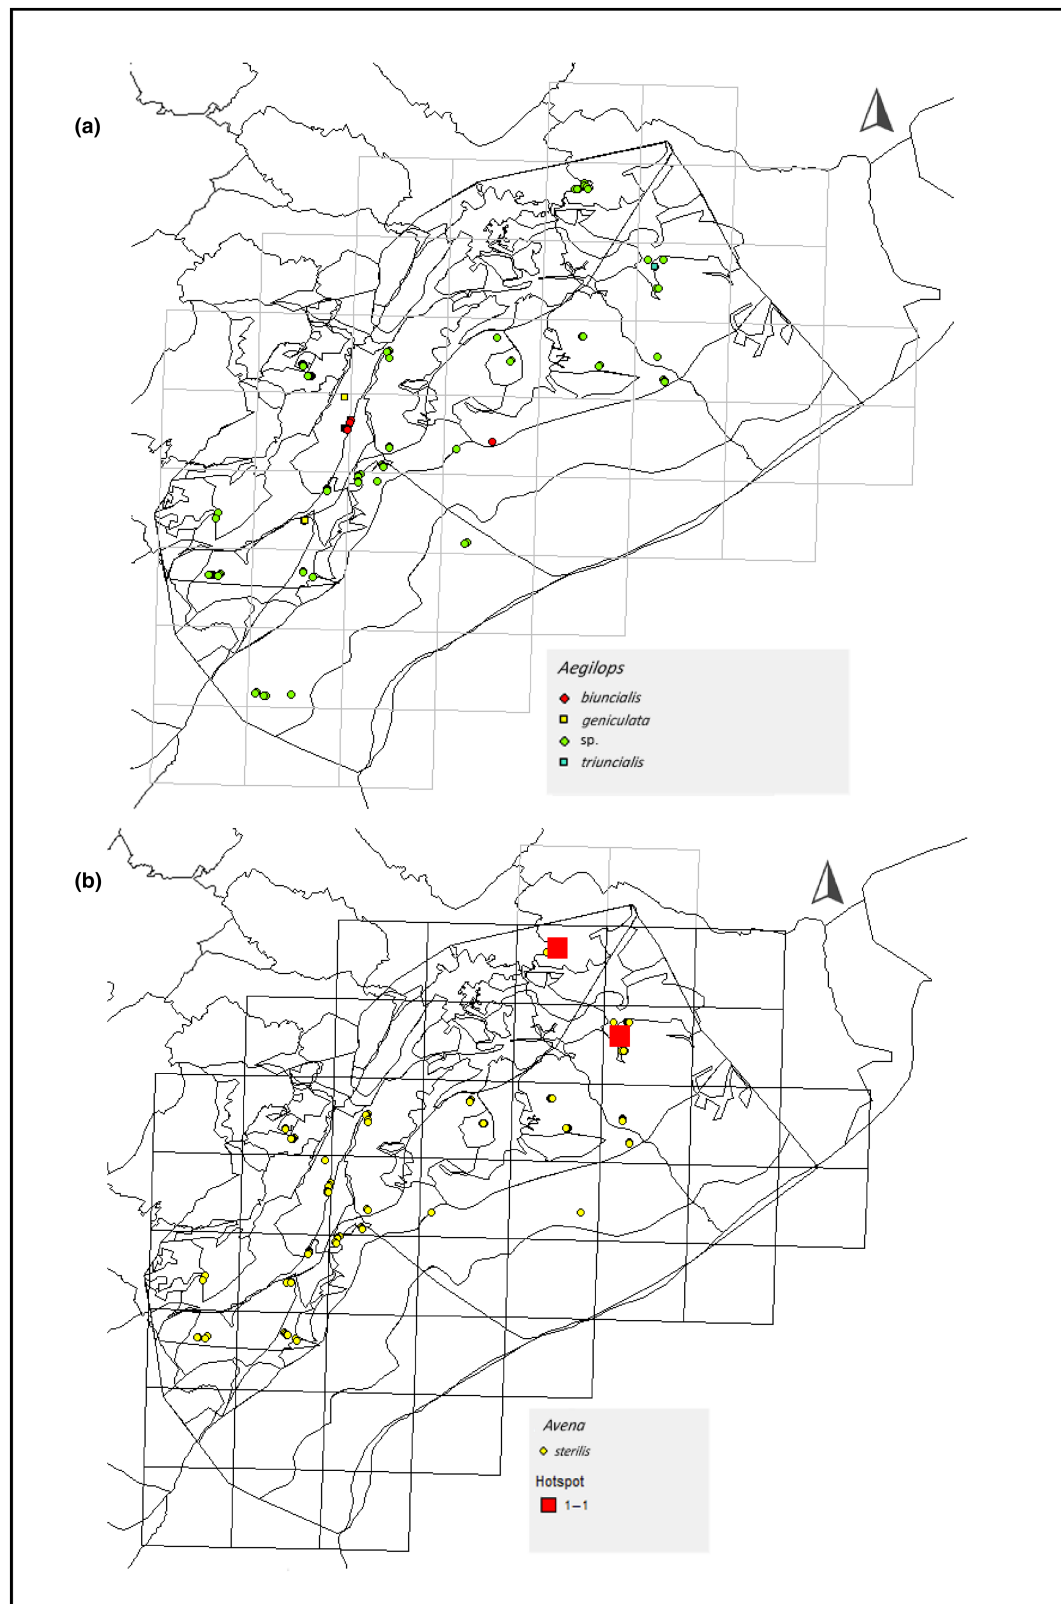 (a)
Aegilops
biuncialis
geniculata
sp.
triuncialis
(b)
Avena
sterilis
Hotspot
1–1